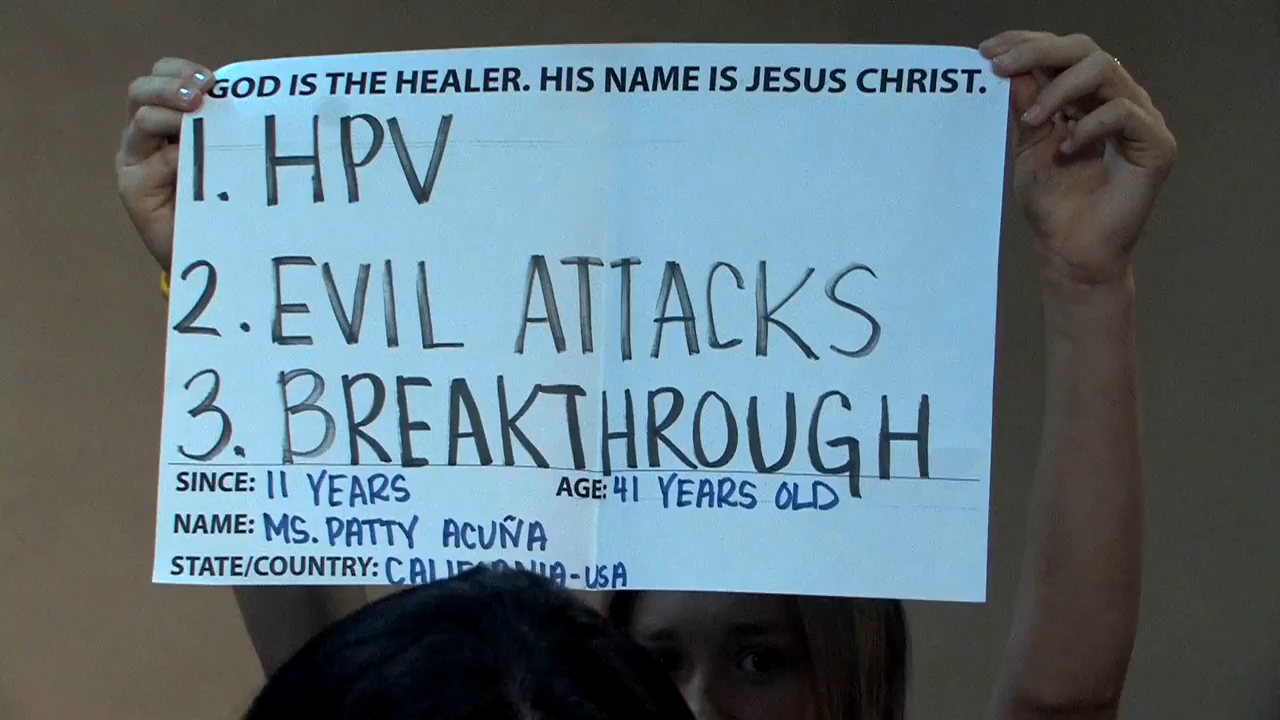 GOD IS THE HEALER. HIS NAME IS JESUS CHRIST.
1. HPV
2. EVIL ATTACKS
3. BREAKTHROUGH
SINCE: 11 YEARS AGE: 41 YEARS OLD
NAME: MS. PATTY ACUÑA
STATE/COUNTRY: CALIFORNIA-USA